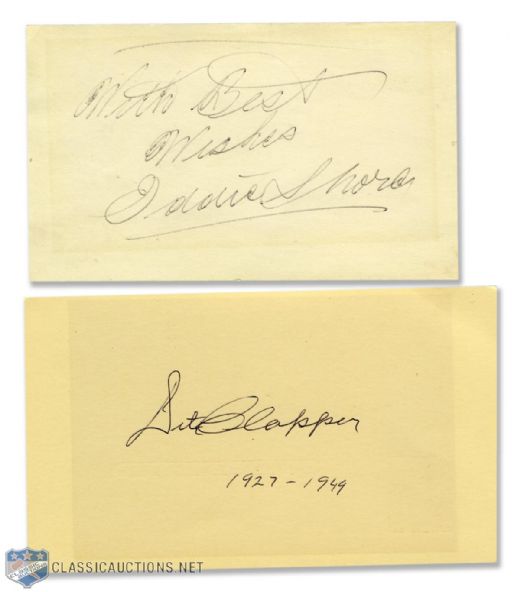 With Best
Wishes
Eddie Shore
Dit Clapper
1927-1949
CLASSICAUCTIONS.NET